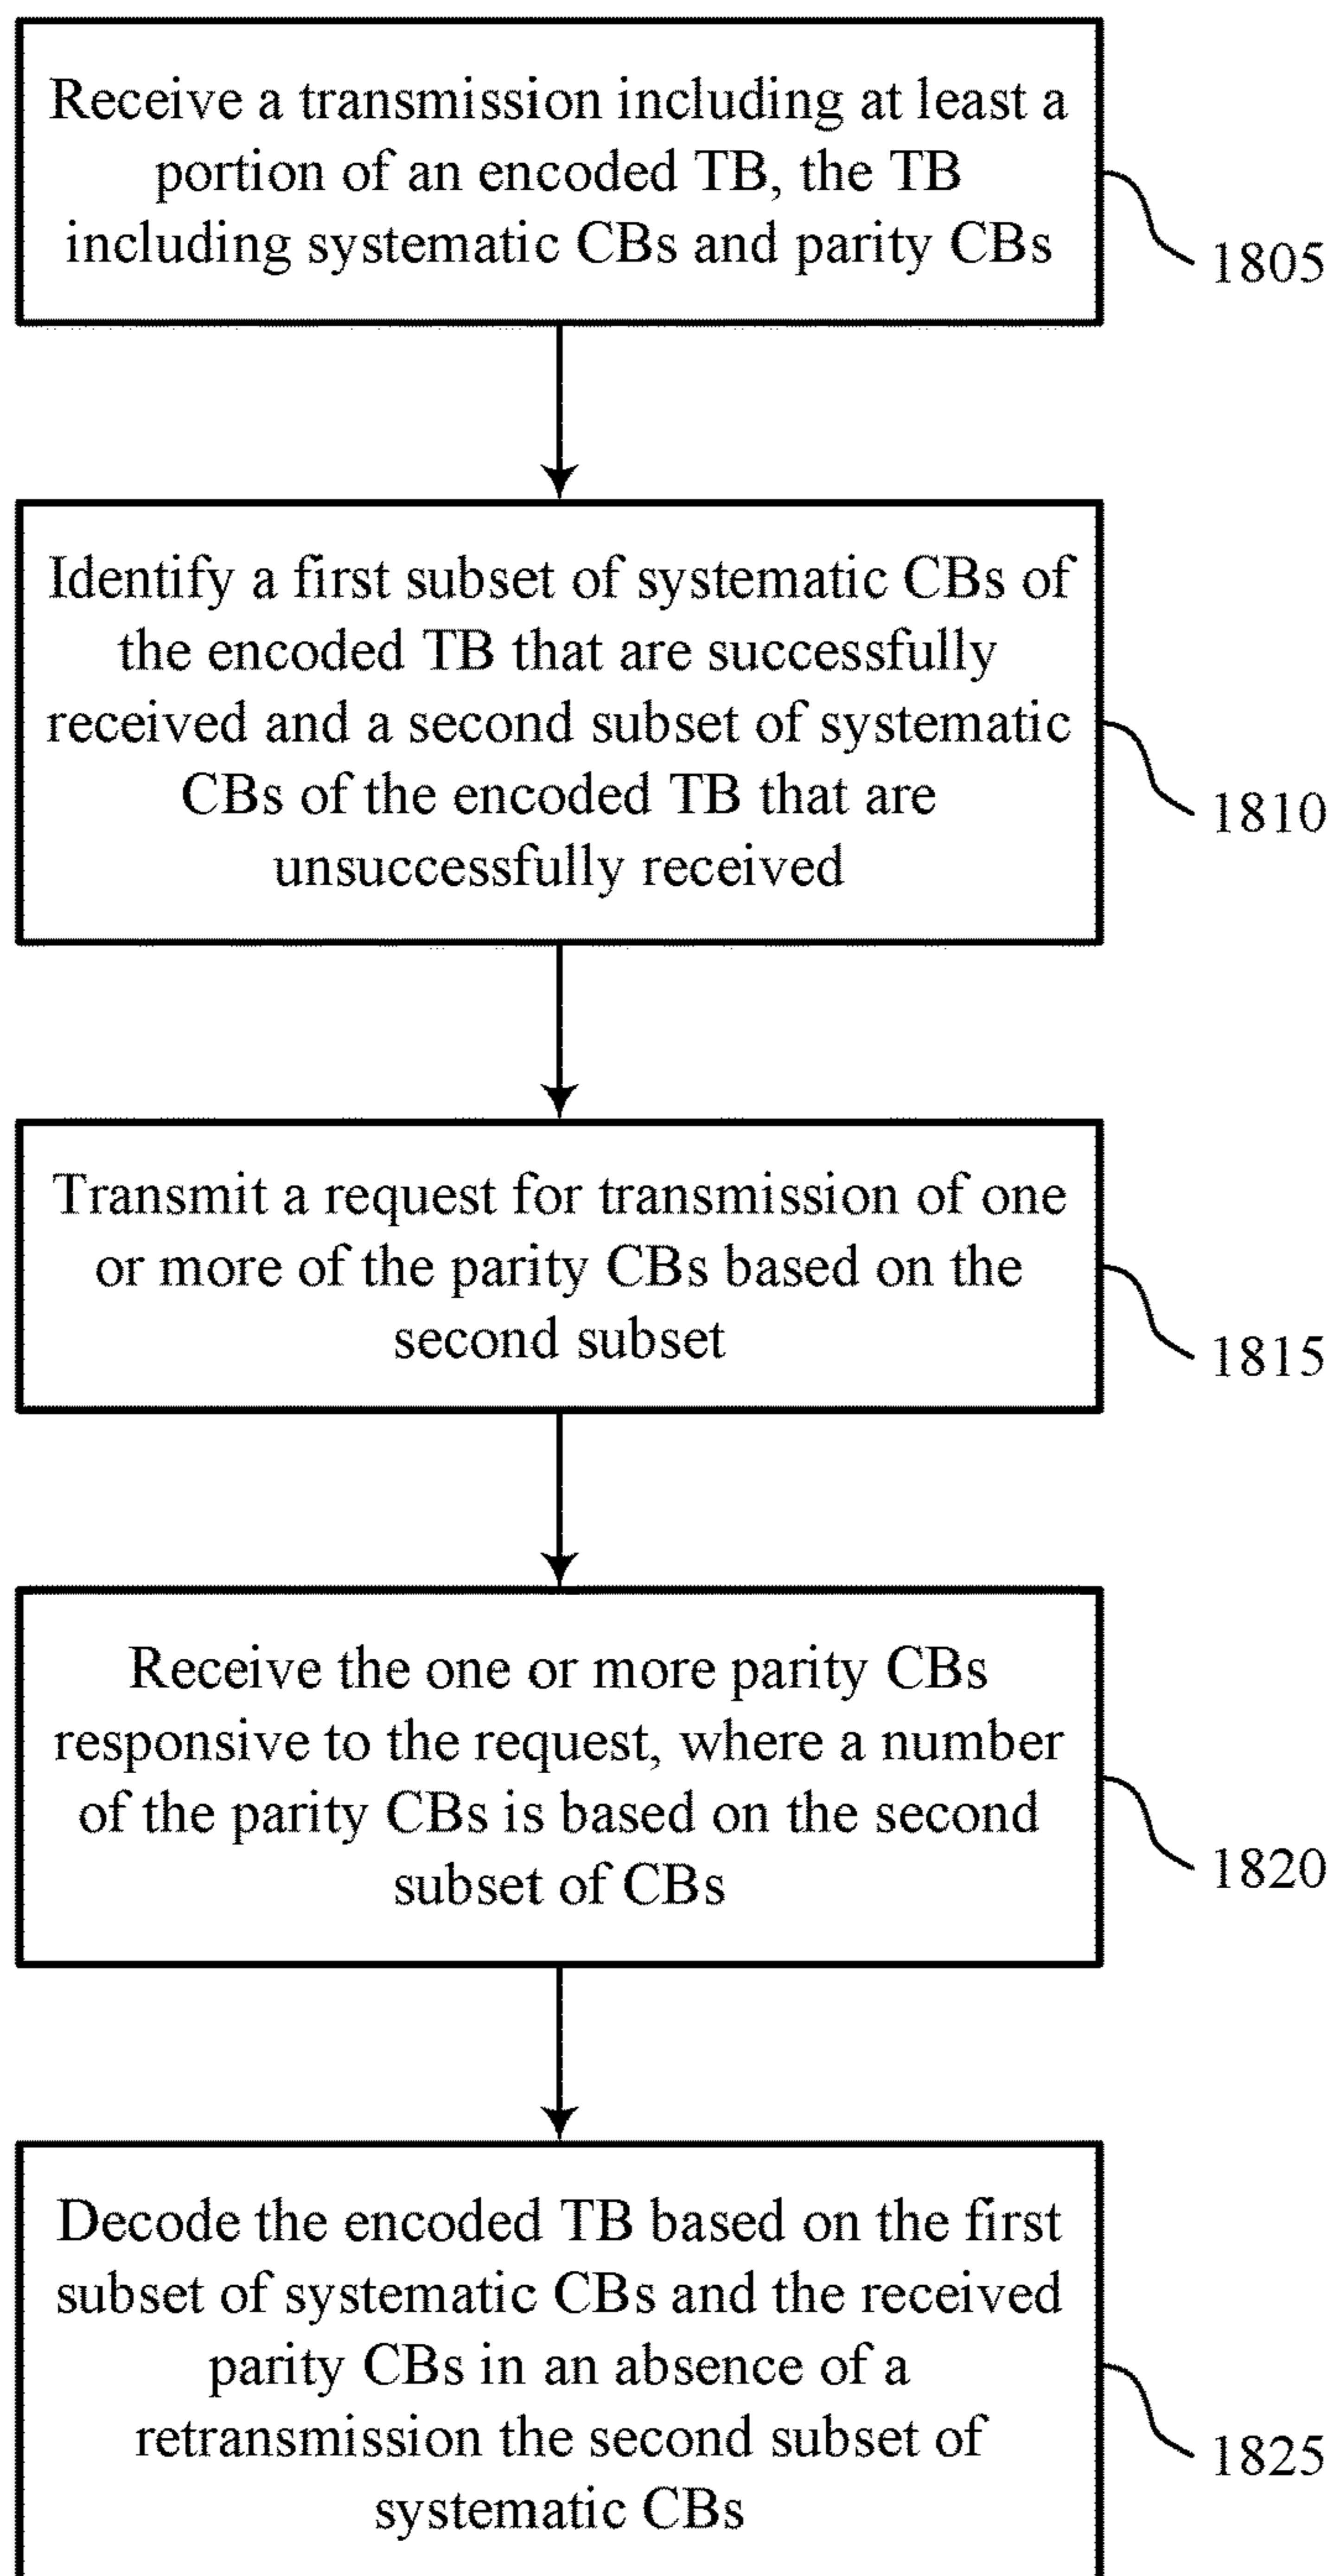 Receive a transmission including at least a
portion of an encoded TB, the TB
including systematic CBs and parity CBs
1805
Identify a first subset of systematic CBs of
the encoded TB that are successfully
received and a second subset of systematic
CBs of the encoded TB that are
unsuccessfully received
1810
Transmit a request for transmission of one
or more of the parity CBs based on the
second subset
1815
Receive the one or more parity CBs
responsive to the request, where a number
of the parity CBs is based on the second
subset of CBs
1820
Decode the encoded TB based on the first
subset of systematic CBs and the received
parity CBs in an absence of a
retransmission the second subset of
systematic CBs
1825